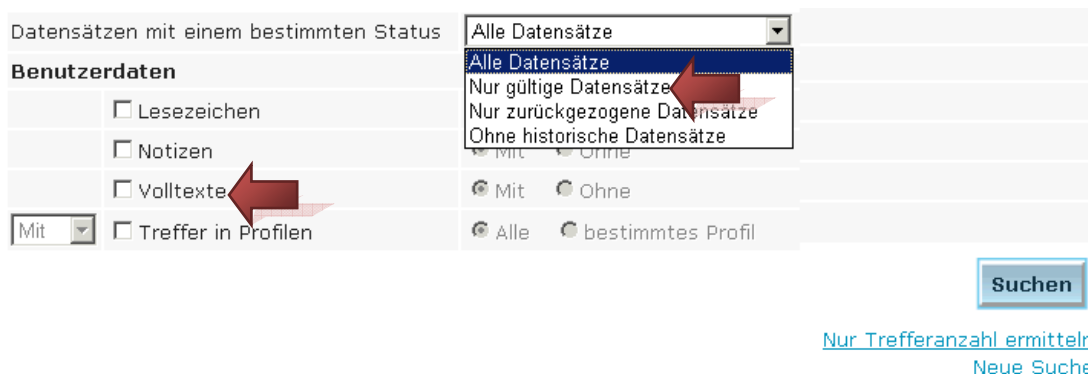 Datensätzen mit einem bestimmten Status Alle Datensätze
Alle Datensätze
Benutzerdaten
Nur gültige Datensätze
Lesezeichen
Nur zurückgezogene Datensätze
Ohne historische Datensätze
Notizen Mit Ohne
Volltexte Mit Ohne
Mit Treffer in Profilen Alle bestimmtes Profil
Suchen
Nur Trefferanzahl ermitteln
Neue Suche